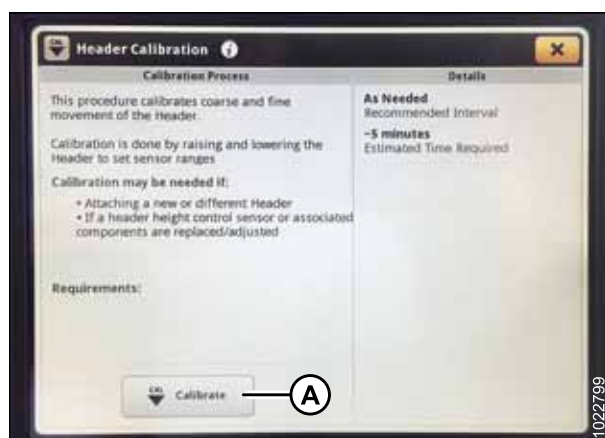 CAL
Header Calibration i
Calibration Process
This procedure calibrates coarse and fine
movement of the Header.
Calibration is done by raising and lowering the
Header to set sensor ranges
Calibration may be needed if:
• Attaching a new or different Header
• If a header height control sensor or associated
components are replaced/adjusted
Requirements:
CAL Calibrate
Details
As Needed
Recommended Interval
~5 minutes
Estimated Time Required
A
1022799